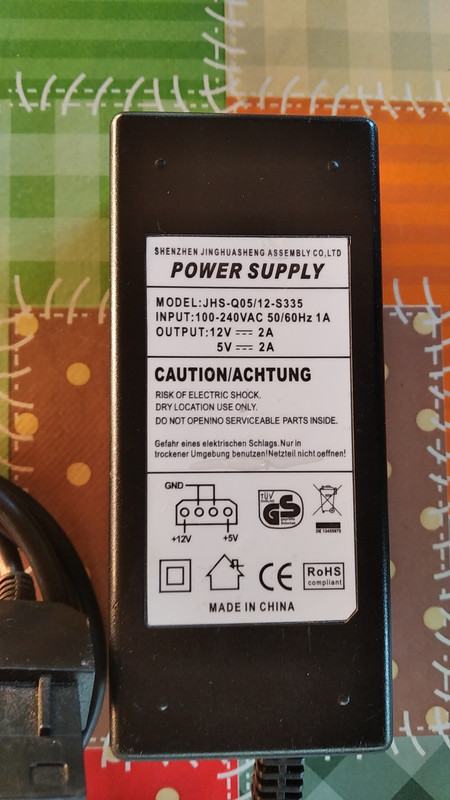 SHENZHEN JINGHUASHENG ASSEMBLY CO,LTD
POWER SUPPLY
MODEL:JHS-Q05/12-S335
INPUT:100-240VAC 50/60Hz 1A
OUTPUT:12V ⎓ 2A
5V ⎓ 2A
CAUTION/ACHTUNG
RISK OF ELECTRIC SHOCK.
DRY LOCATION USE ONLY.
DO NOT OPENINO SERVICEABLE PARTS INSIDE.
Gefahr eines elektrischen Schlags.Nur in
trockener Umgebung benutzen!Netzteil nicht oeffnen!
GND
+12V +5V
TÜV
GS
geprüfte
Sicherheit
CE
RoHS
compliant
MADE IN CHINA